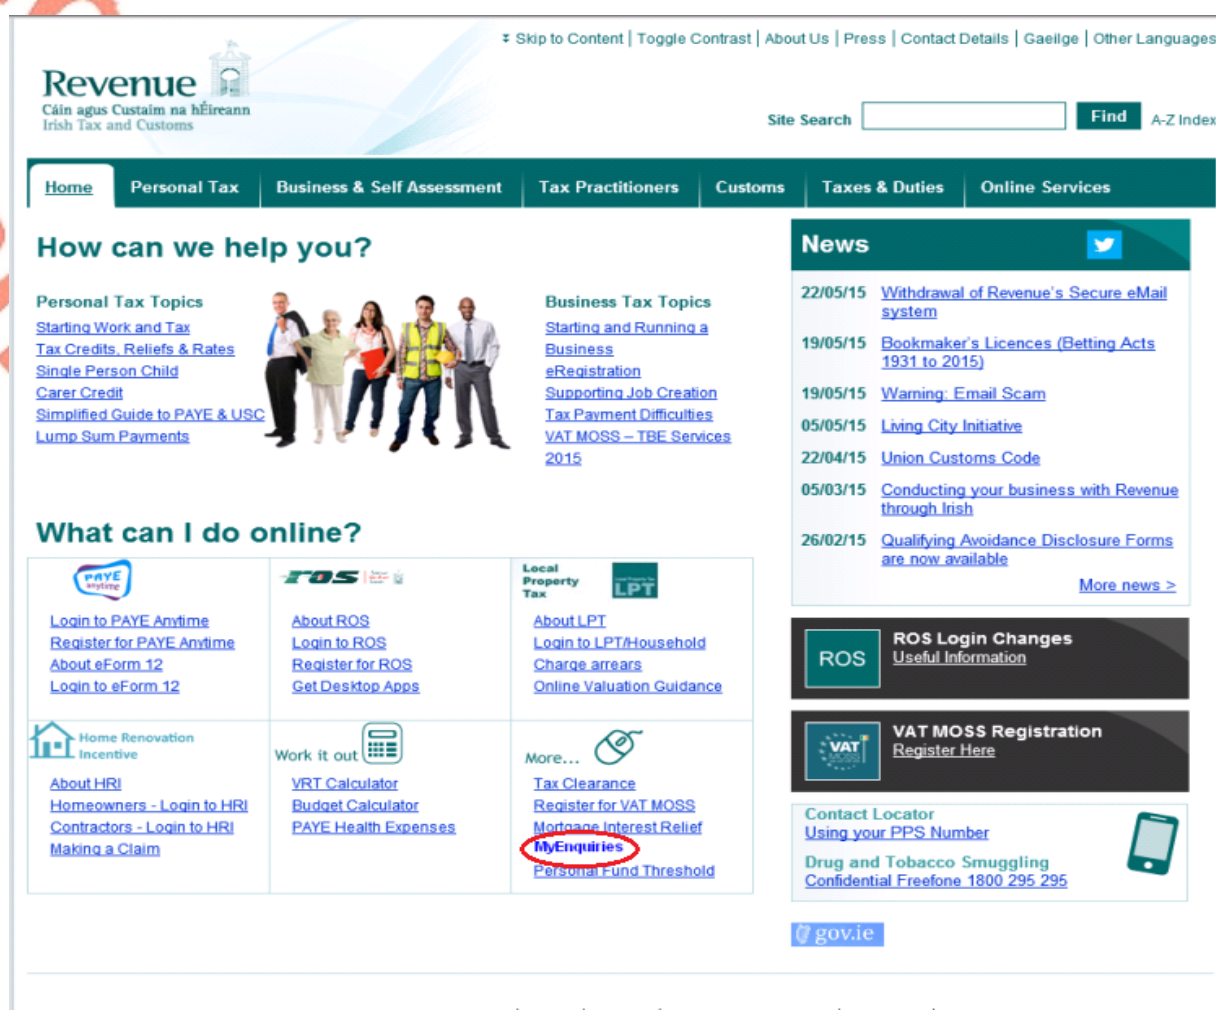 Skip to Content | Toggle Contrast | About Us | Press | Contact Details | Gaeilge | Other Languages
Revenue
Cáin agus Custaim na hÉireann
Irish Tax and Customs
Site Search Find A-Z Index
Home Personal Tax Business & Self Assessment Tax Practitioners Customs Taxes & Duties Online Services
How can we help you?
Personal Tax Topics
Starting Work and Tax
Tax Credits, Reliefs & Rates
Single Person Child
Carer Credit
Simplified Guide to PAYE & USC
Lump Sum Payments
Business Tax Topics
Starting and Running a
Business
eRegistration
Supporting Job Creation
Tax Payment Difficulties
VAT MOSS – TBE Services
2015
News
22/05/15 Withdrawal of Revenue's Secure eMail
system
19/05/15 Bookmaker's Licences (Betting Acts
1931 to 2015)
19/05/15 Warning: Email Scam
05/05/15 Living City Initiative
22/04/15 Union Customs Code
05/03/15 Conducting your business with Revenue
through Irish
26/02/15 Qualifying Avoidance Disclosure Forms
are now available
More news >
What can I do online?
PAYE
anytime
Login to PAYE Anytime
Register for PAYE Anytime
About eForm 12
Login to eForm 12
ros
About ROS
Login to ROS
Register for ROS
Get Desktop Apps
Local
Property
Tax
LPT
About LPT
Login to LPT/Household
Charge arrears
Online Valuation Guidance
Home Renovation
Incentive
About HRI
Homeowners - Login to HRI
Contractors - Login to HRI
Making a Claim
Work it out
VRT Calculator
Budget Calculator
PAYE Health Expenses
More...
Tax Clearance
Register for VAT MOSS
Mortgage Interest Relief
MyEnquiries
Personal Fund Threshold
ROS
ROS Login Changes
Useful Information
VAT
VAT MOSS Registration
Register Here
Contact Locator
Using your PPS Number
Drug and Tobacco Smuggling
Confidential Freefone 1800 295 295
gov.ie